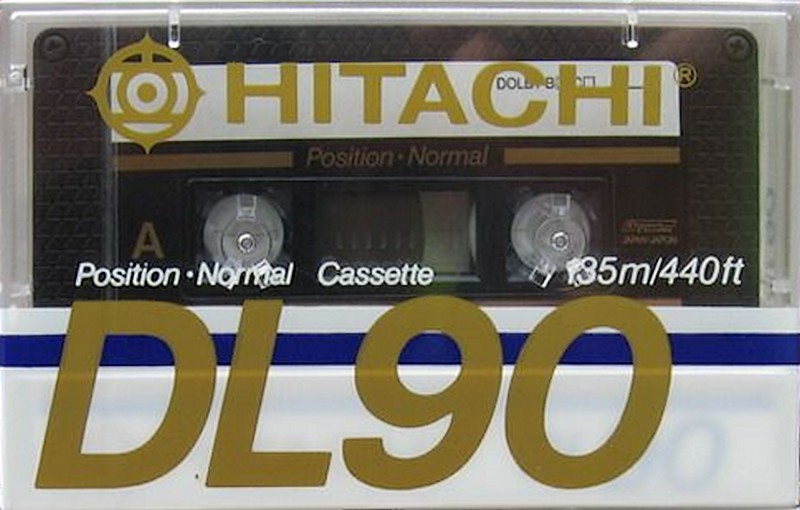 HITACHI®
DOLBY B C
Position · Normal
A
Position · Normal Cassette 135m/440ft
DL90